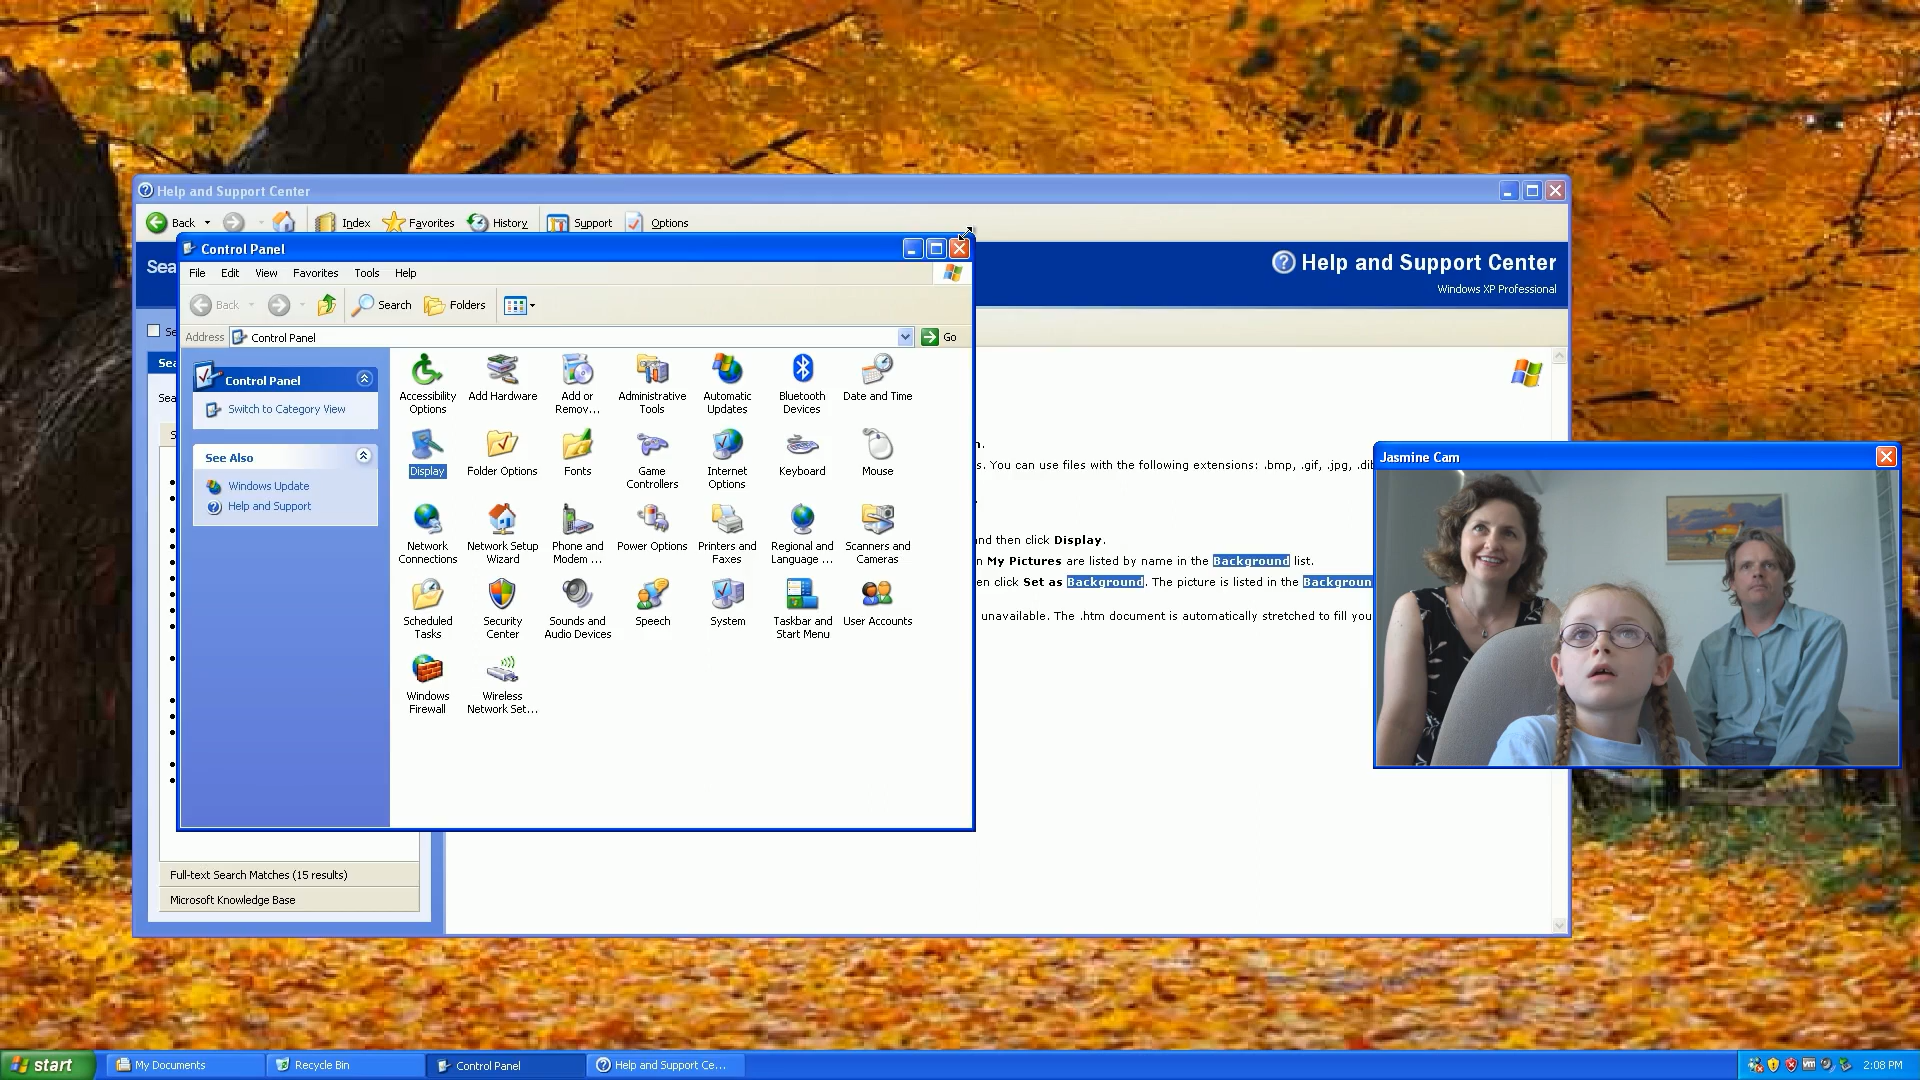 Help and Support Center
Back
Index
Favorites
History
Support
Options
Sea
Help and Support Center
Windows XP Professional
Control Panel
File Edit View Favorites Tools Help
Back
Search
Folders
Address
Control Panel
Go
Se
Sea
Sea
S
Control Panel
Switch to Category View
See Also
Windows Update
Help and Support
Accessibility Options
Add Hardware
Add or Remov...
Administrative Tools
Automatic Updates
Bluetooth Devices
Date and Time
Display
Folder Options
Fonts
Game Controllers
Internet Options
Keyboard
Mouse
Network Connections
Network Setup Wizard
Phone and Modem ...
Power Options
Printers and Faxes
Regional and Language ...
Scanners and Cameras
Scheduled Tasks
Security Center
Sounds and Audio Devices
Speech
System
Taskbar and Start Menu
User Accounts
Windows Firewall
Wireless Network Set...
n.
s. You can use files with the following extensions: .bmp, .gif, .jpg, .dib
nd then click Display.
n My Pictures are listed by name in the Background list.
en click Set as Background. The picture is listed in the Backgroun
unavailable. The .htm document is automatically stretched to fill you
Jasmine Cam
Full-text Search Matches (15 results)
Microsoft Knowledge Base
start
My Documents
Recycle Bin
Control Panel
Help and Support Ce...
2:08 PM